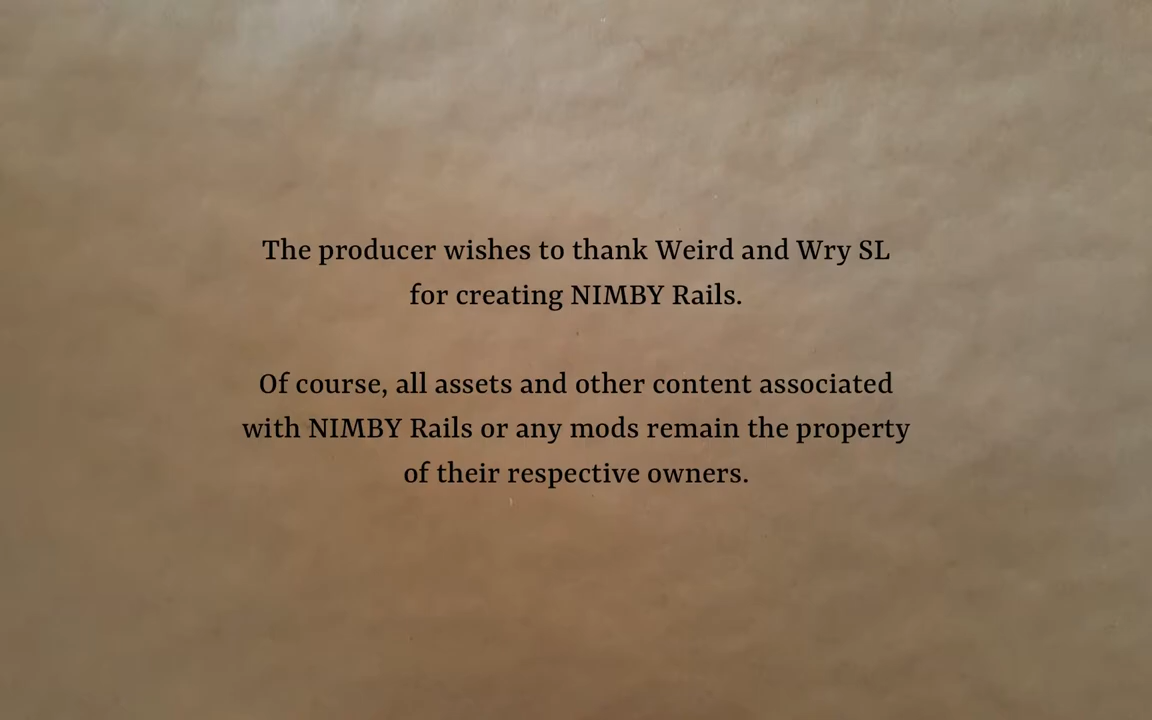 The producer wishes to thank Weird and Wry SL
for creating NIMBY Rails.
Of course, all assets and other content associated
with NIMBY Rails or any mods remain the property
of their respective owners.